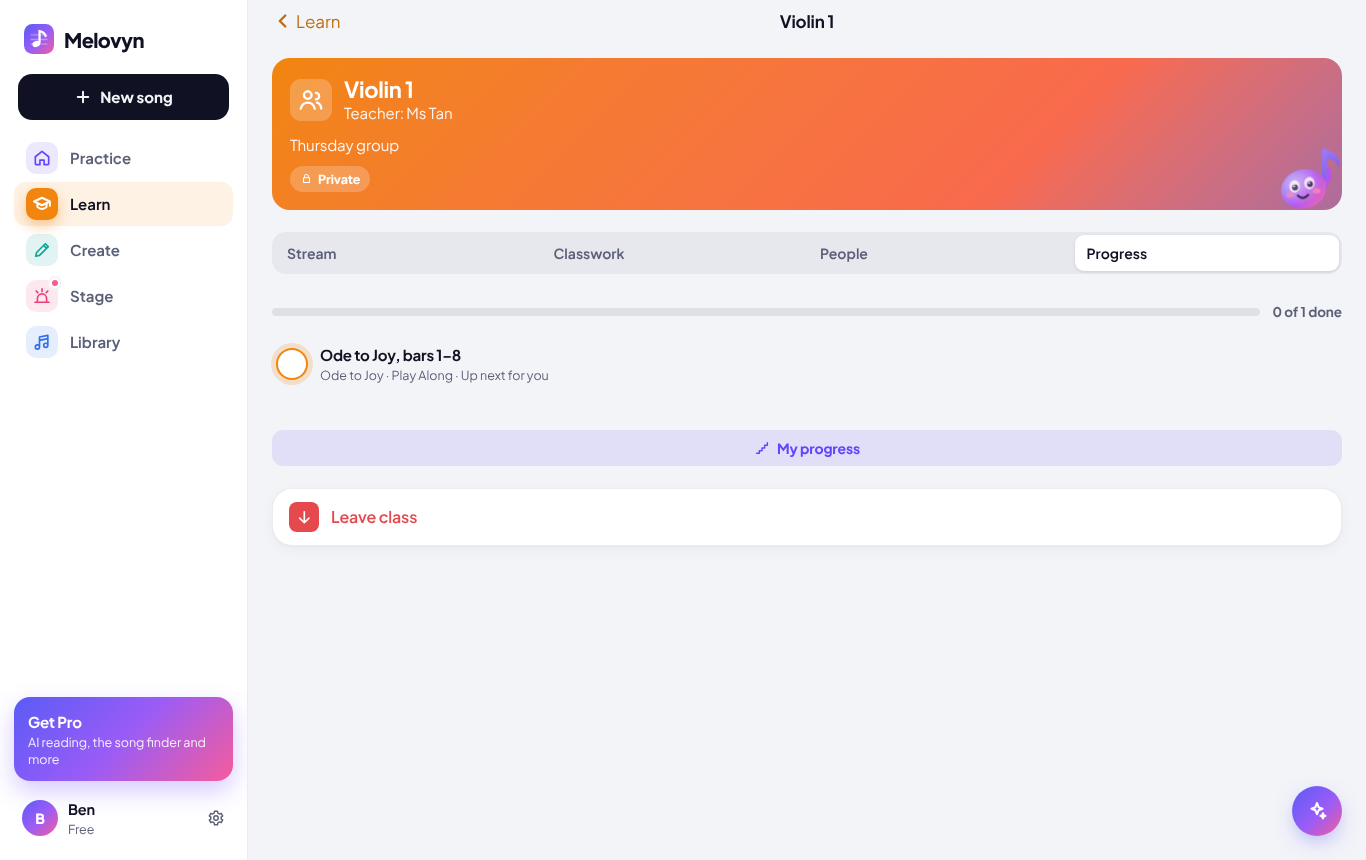 Melovyn
New song
Practice
Learn
Create
Stage
Library
Get Pro
AI reading, the song finder and
more
B
Ben
Free
Learn
Violin 1
Violin 1
Teacher: Ms Tan
Thursday group
Private
Stream
Classwork
People
Progress
0 of 1 done
Ode to Joy, bars 1–8
Ode to Joy · Play Along · Up next for you
My progress
Leave class